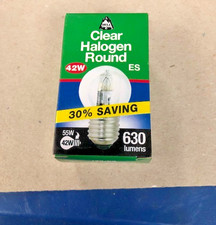 Clear
Halogen
Round
42W
ES
30% SAVING
55W
42W
630
lumens